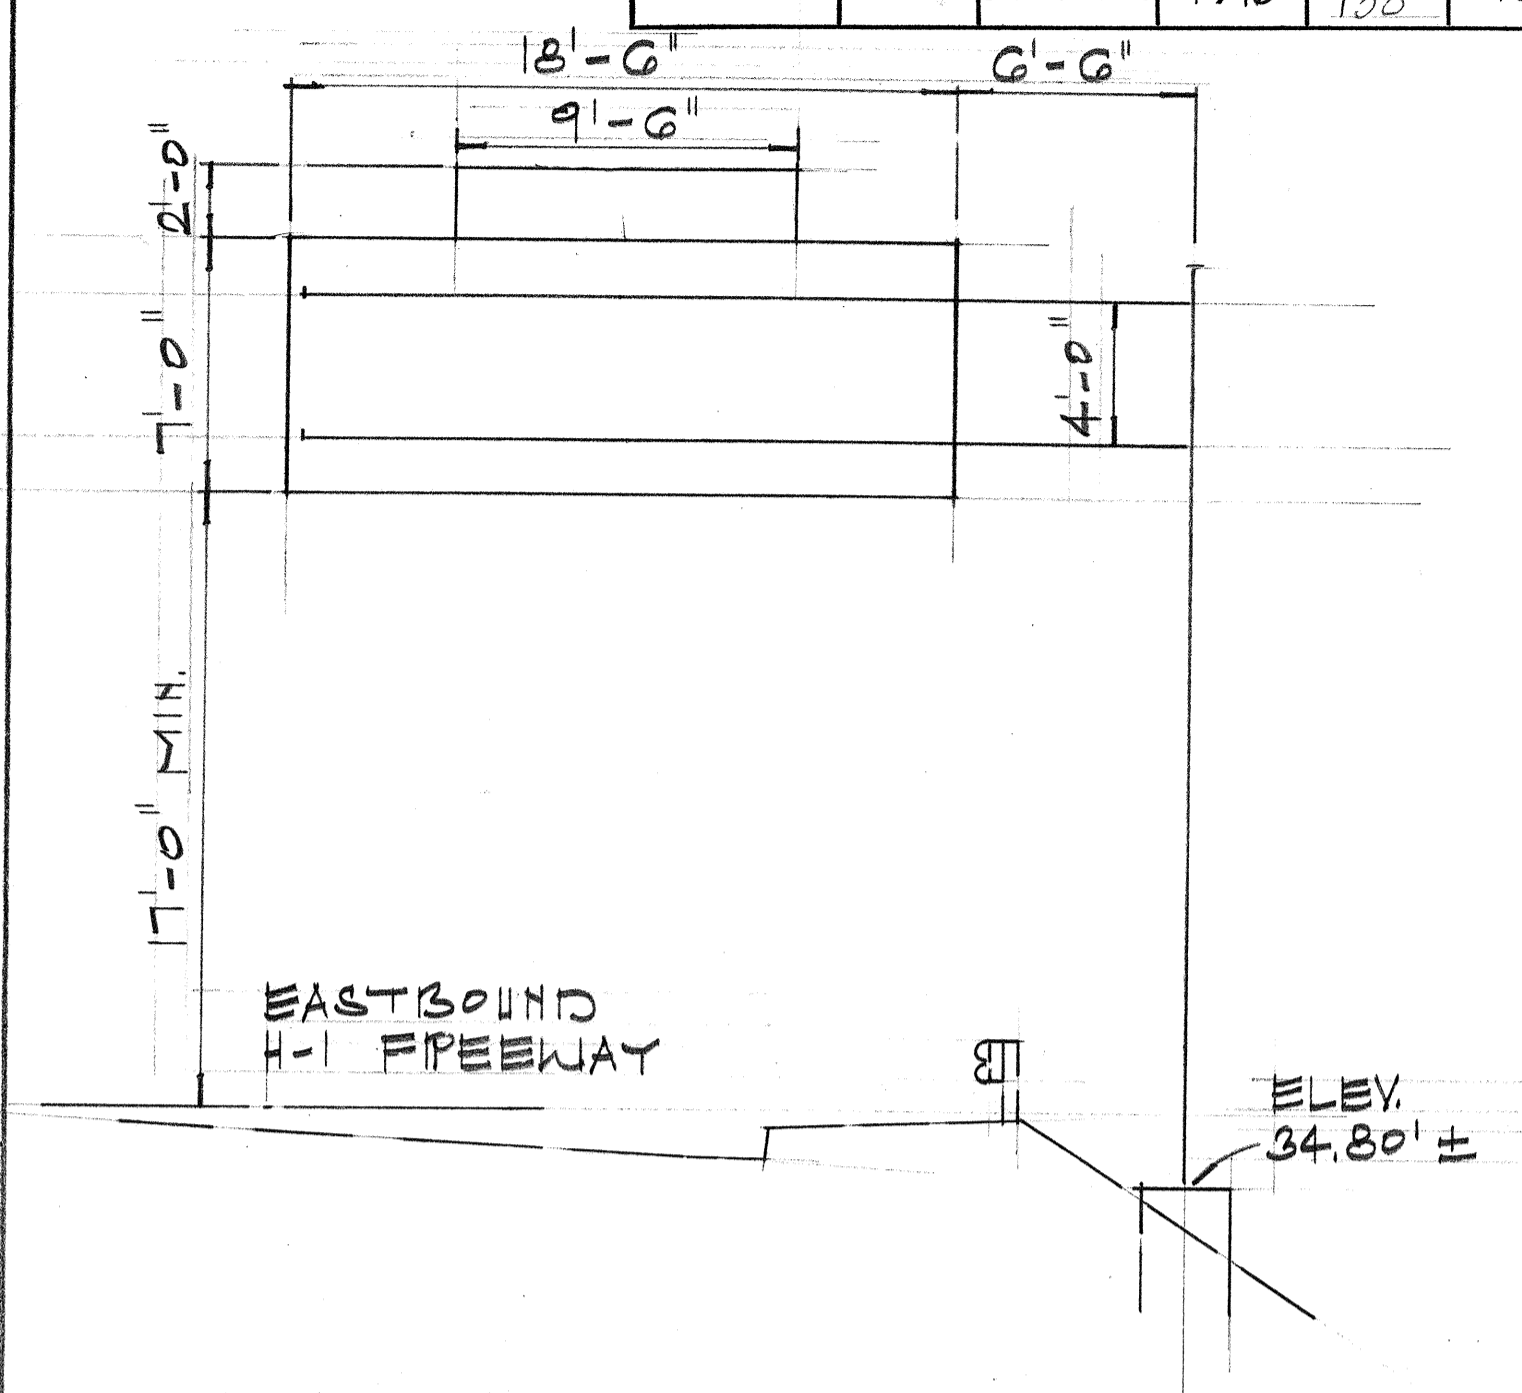 18'-6"
6'-6"
9'-6"
2'-0"
7'-0"
4'-0"
17'-0" MIN.
EASTBOUND
H-1 FREEWAY
ELEV.
34.80' ±